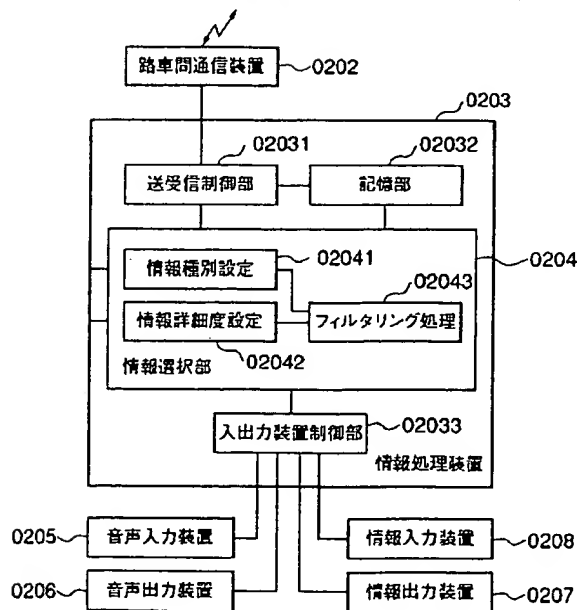 路車間通信装置
0202
0203
02031
02032
送受信制御部
記憶部
0204
情報種別設定
02041
02043
情報詳細度設定
フィルタリング処理
02042
情報選択部
入出力装置制御部
02033
情報処理装置
0205
音声入力装置
情報入力装置
0208
0206
音声出力装置
情報出力装置
0207